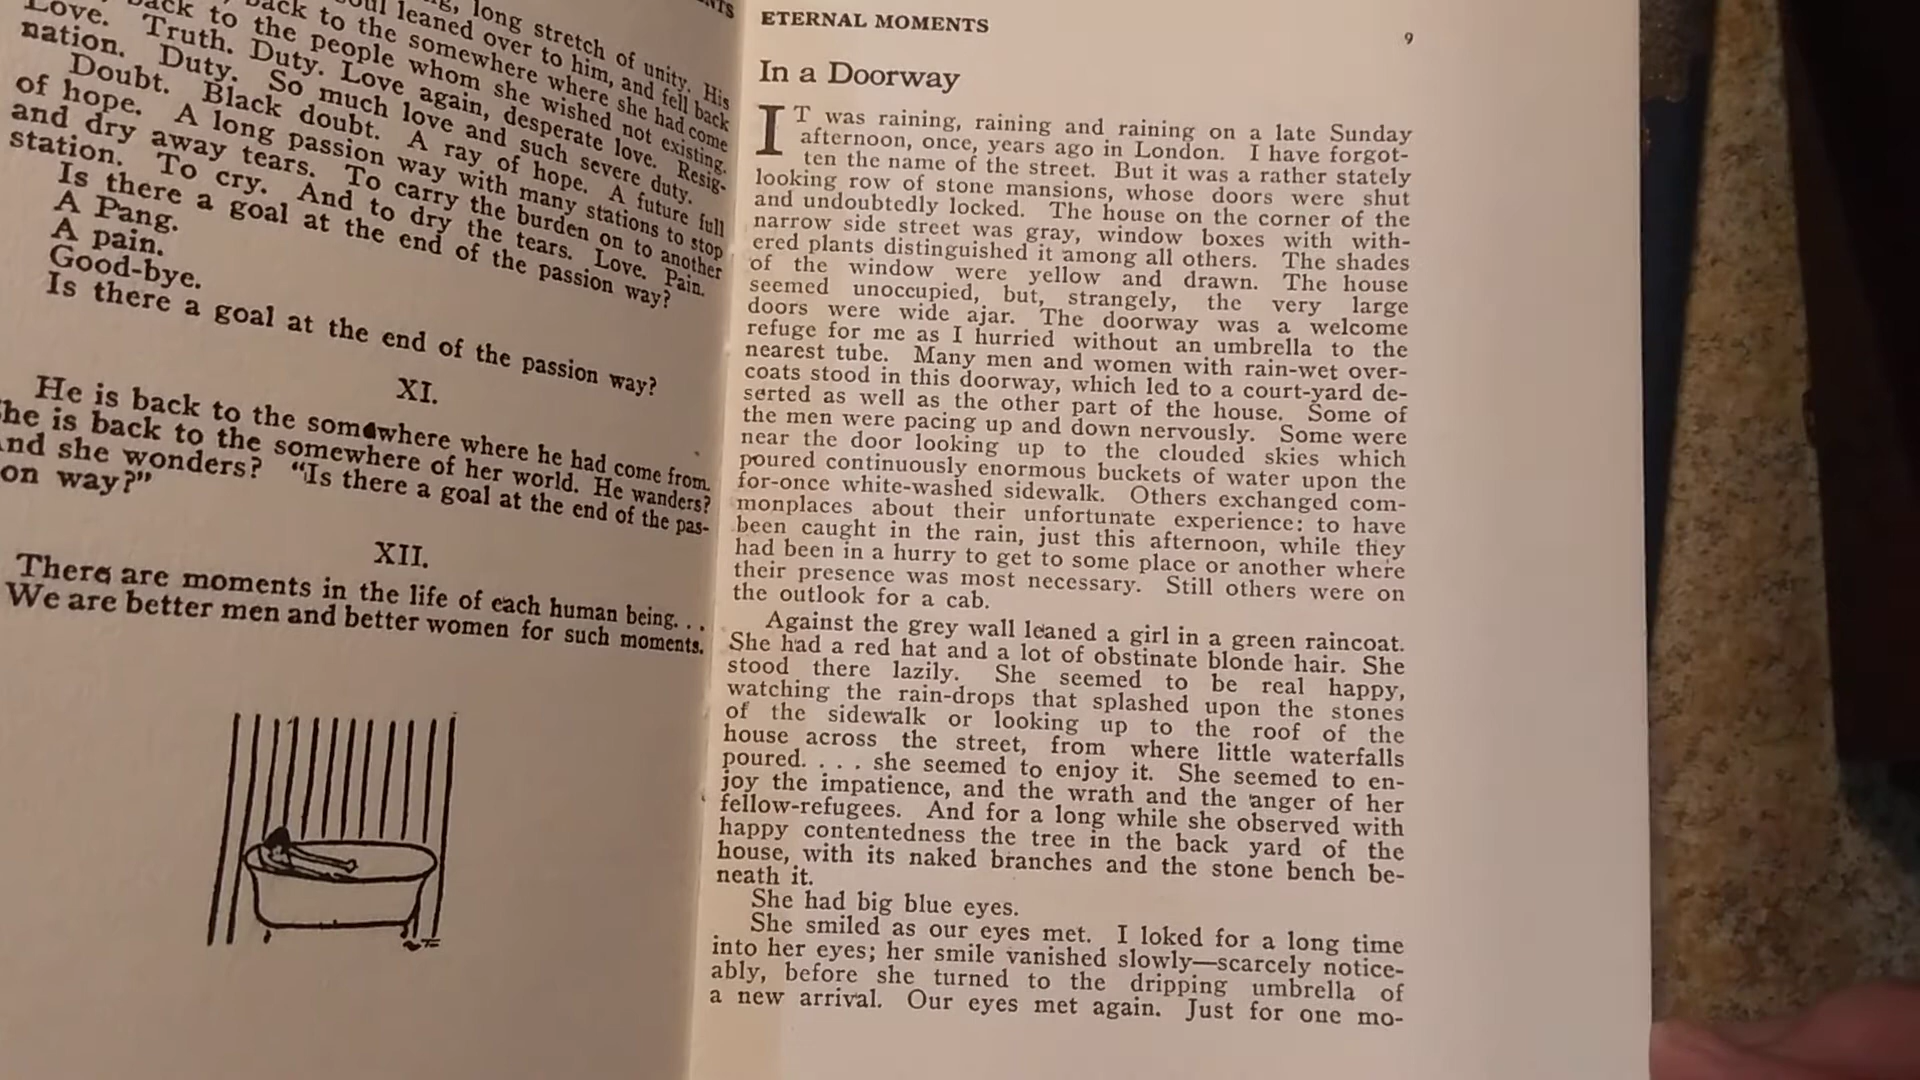 NTS
long stretch of unity. His
soul leaned over to him, and fell back
back to the somewhere where she had come
back to the people whom she wished not existing.
Love. Truth. Duty. Love again, desperate love. Resig-
nation. Duty. So much love and such severe duty.
Doubt. Black doubt. A ray of hope. A future full
of hope. A long passion way with many stations to stop
and dry away tears. To carry the burden on to another
station. To cry. And to dry the tears. Love. Pain.
Is there a goal at the end of the passion way?
A Pang.
A pain.
Good-bye.
Is there a goal at the end of the passion way?
XI.
He is back to the somewhere where he had come from.
he is back to the somewhere of her world. He wanders?
nd she wonders? "Is there a goal at the end of the pas-
on way?"
XII.
There are moments in the life of each human being. . .
We are better men and better women for such moments.
ETERNAL MOMENTS
9
In a Doorway
IT was raining, raining and raining on a late Sunday
afternoon, once, years ago in London. I have forgot-
ten the name of the street. But it was a rather stately
looking row of stone mansions, whose doors were shut
and undoubtedly locked. The house on the corner of the
narrow side street was gray, window boxes with with-
ered plants distinguished it among all others. The shades
of the window were yellow and drawn. The house
seemed unoccupied, but, strangely, the very large
doors were wide ajar. The doorway was a welcome
refuge for me as I hurried without an umbrella to the
nearest tube. Many men and women with rain-wet over-
coats stood in this doorway, which led to a court-yard de-
serted as well as the other part of the house. Some of
the men were pacing up and down nervously. Some were
near the door looking up to the clouded skies which
poured continuously enormous buckets of water upon the
for-once white-washed sidewalk. Others exchanged com-
monplaces about their unfortunate experience: to have
been caught in the rain, just this afternoon, while they
had been in a hurry to get to some place or another where
their presence was most necessary. Still others were on
the outlook for a cab.
Against the grey wall leaned a girl in a green raincoat.
She had a red hat and a lot of obstinate blonde hair. She
stood there lazily. She seemed to be real happy,
watching the rain-drops that splashed upon the stones
of the sidewalk or looking up to the roof of the
house across the street, from where little waterfalls
poured. . . . she seemed to enjoy it. She seemed to en-
joy the impatience, and the wrath and the anger of her
fellow-refugees. And for a long while she observed with
happy contentedness the tree in the back yard of the
house, with its naked branches and the stone bench be-
neath it.
She had big blue eyes.
She smiled as our eyes met. I loked for a long time
into her eyes; her smile vanished slowly—scarcely notice-
ably, before she turned to the dripping umbrella of
a new arrival. Our eyes met again. Just for one mo-